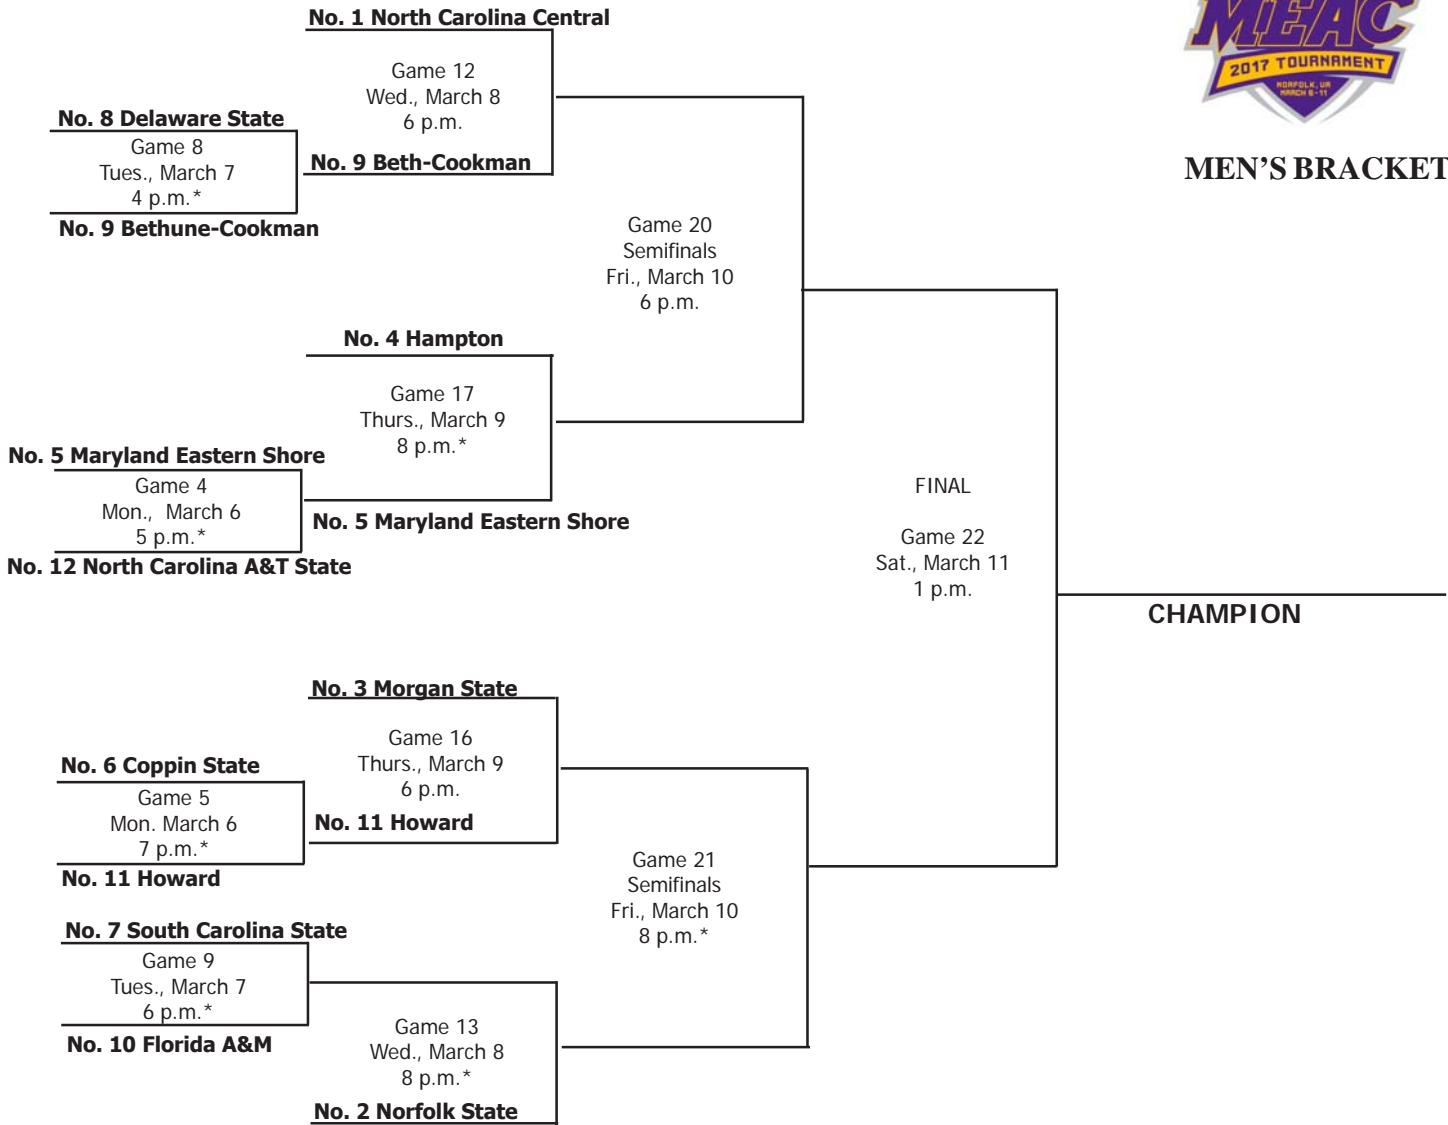 No. 1 North Carolina Central
Game 12
Wed., March 8
6 p.m.
No. 8 Delaware State
Game 8
Tues., March 7
4 p.m.*
No. 9 Beth-Cookman
No. 9 Bethune-Cookman
MEAC
2017 TOURNAMENT
NORFOLK, VA
MARCH 6-11
MEN'S BRACKET
Game 20
Semifinals
Fri., March 10
6 p.m.
No. 4 Hampton
Game 17
Thurs., March 9
8 p.m.*
No. 5 Maryland Eastern Shore
Game 4
Mon., March 6
5 p.m.*
No. 5 Maryland Eastern Shore
No. 12 North Carolina A&T State
FINAL
Game 22
Sat., March 11
1 p.m.
CHAMPION
No. 3 Morgan State
Game 16
Thurs., March 9
6 p.m.
No. 6 Coppin State
Game 5
Mon. March 6
7 p.m.*
No. 11 Howard
No. 11 Howard
Game 21
Semifinals
Fri., March 10
8 p.m.*
No. 7 South Carolina State
Game 9
Tues., March 7
6 p.m.*
No. 10 Florida A&M
Game 13
Wed., March 8
8 p.m.*
No. 2 Norfolk State